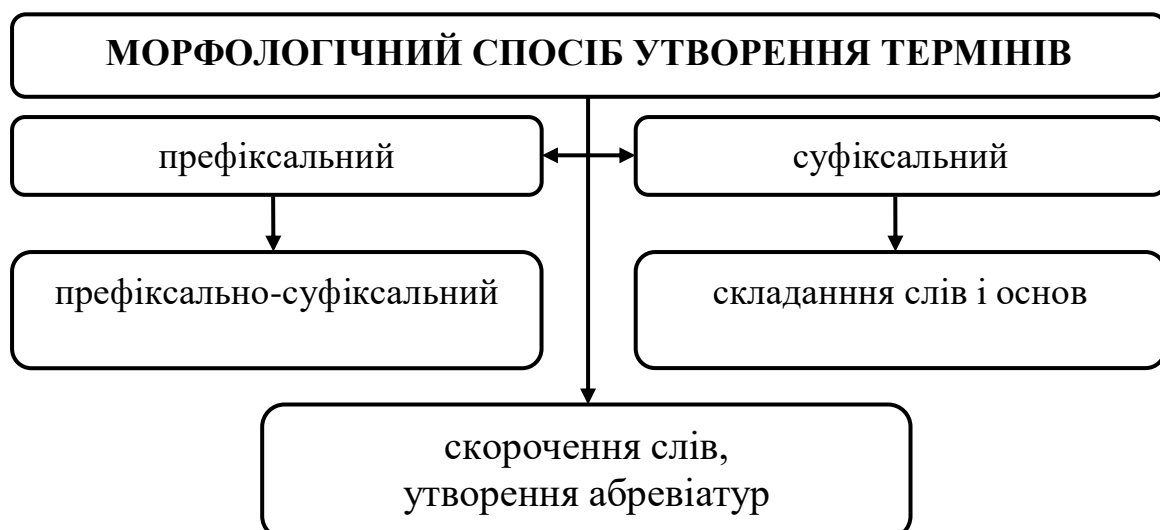 МОРФОЛОГІЧНИЙ СПОСІБ УТВОРЕННЯ ТЕРМІНІВ
префіксальний
суфіксальний
префіксально-суфіксальний
складанння слів і основ
скорочення слів,
утворення абревіатур